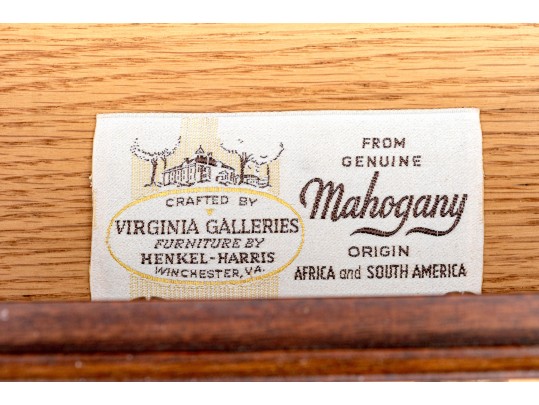 CRAFTED BY
VIRGINIA GALLERIES
FURNITURE BY
HENKEL-HARRIS
WINCHESTER, VA.
FROM
GENUINE
Mahogany
ORIGIN
AFRICA and SOUTH AMERICA